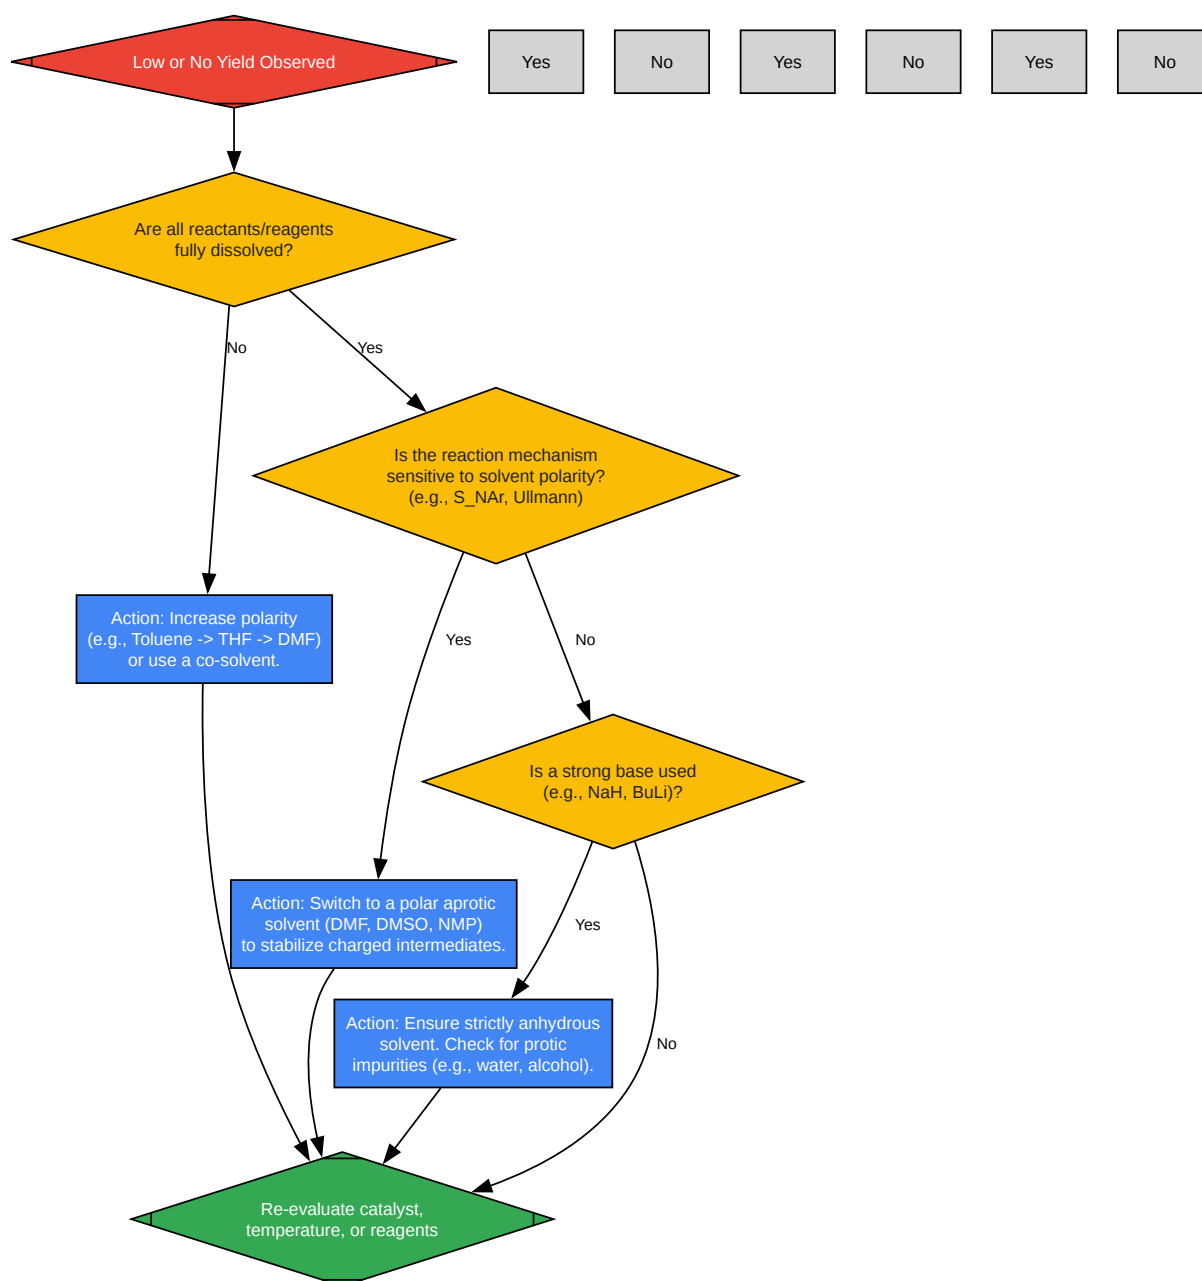 Low or No Yield Observed
Yes
No
Yes
No
Yes
No
Are all reactants/reagents
fully dissolved?
No
Yes
Is the reaction mechanism
sensitive to solvent polarity?
(e.g., S_NAr, Ullmann)
Action: Increase polarity
(e.g., Toluene -> THF -> DMF)
or use a co-solvent.
Yes
No
Is a strong base used
(e.g., NaH, BuLi)?
Action: Switch to a polar aprotic
solvent (DMF, DMSO, NMP)
to stabilize charged intermediates.
Yes
Action: Ensure strictly anhydrous
solvent. Check for protic
impurities (e.g., water, alcohol).
No
Re-evaluate catalyst,
temperature, or reagents